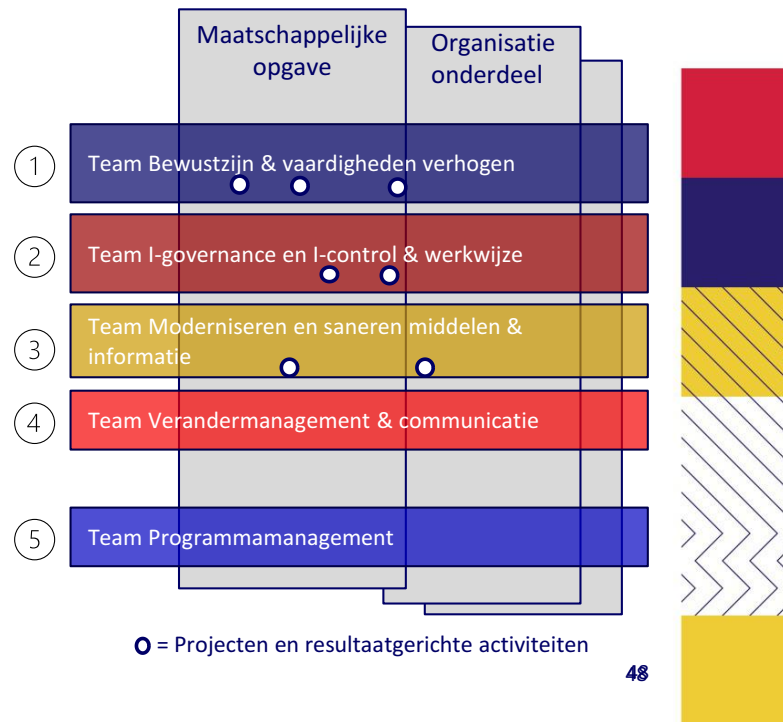 Maatschappelijke
opgave
Organisatie
onderdeel
1
Team Bewustzijn & vaardigheden verhogen
2
Team I-governance en I-control & werkwijze
3
Team Moderniseren en saneren middelen &
informatie
4
Team Verandermanagement & communicatie
5
Team Programmamanagement
= Projecten en resultaatgerichte activiteiten